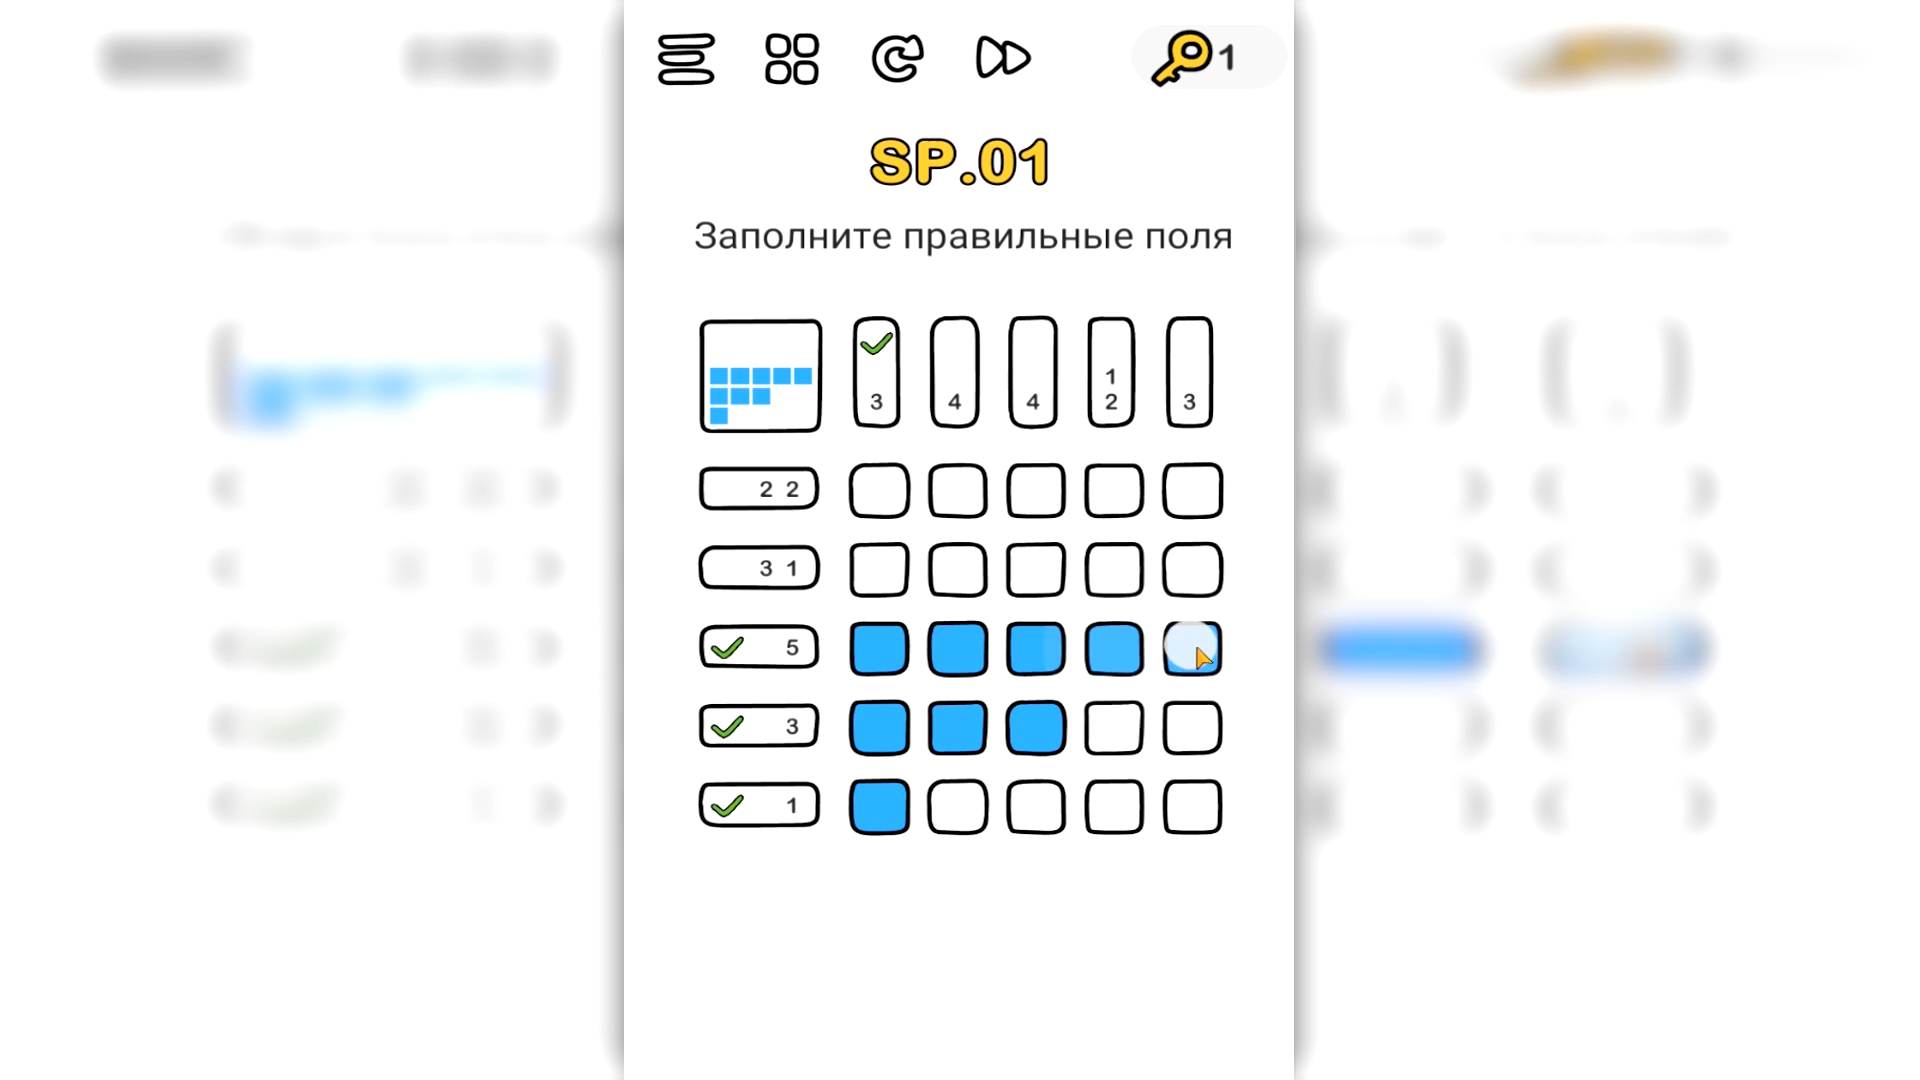 1
SP.01
Заполните правильные поля
3 4 4 1 2 3
2 2
3 1
5
3
1